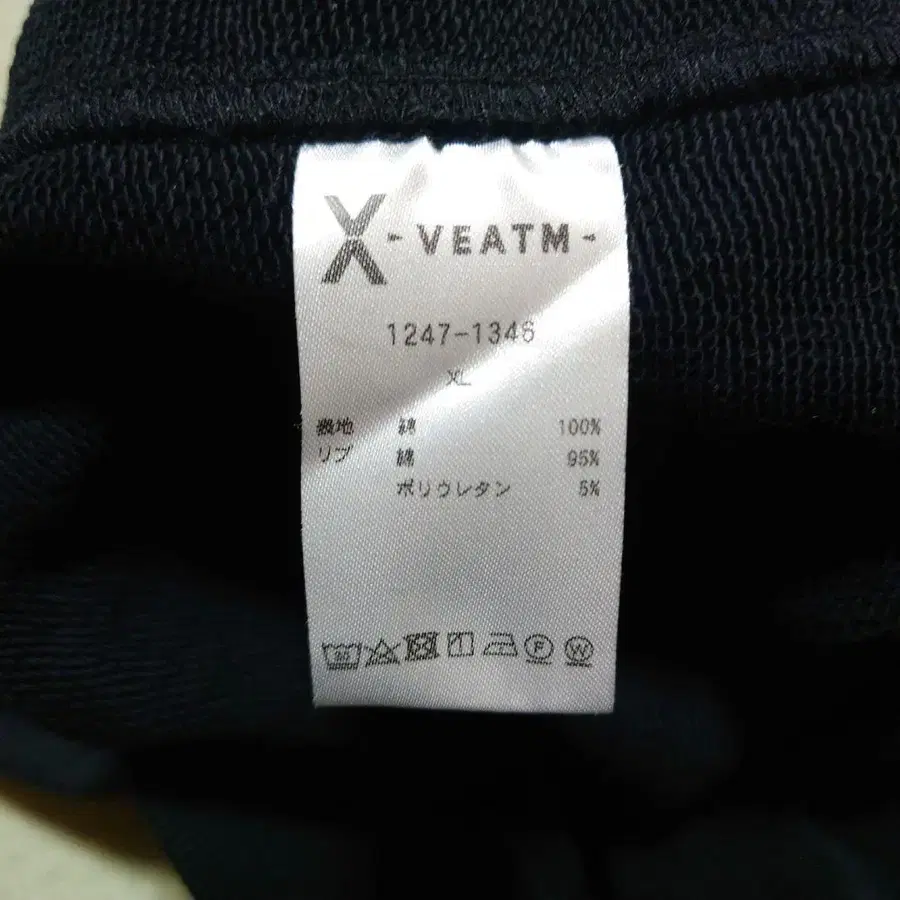 X - VEATM -
1247-1346
XL
表地 綿 100%
リブ 綿 95%
ポリウレタン 5%
30 F W